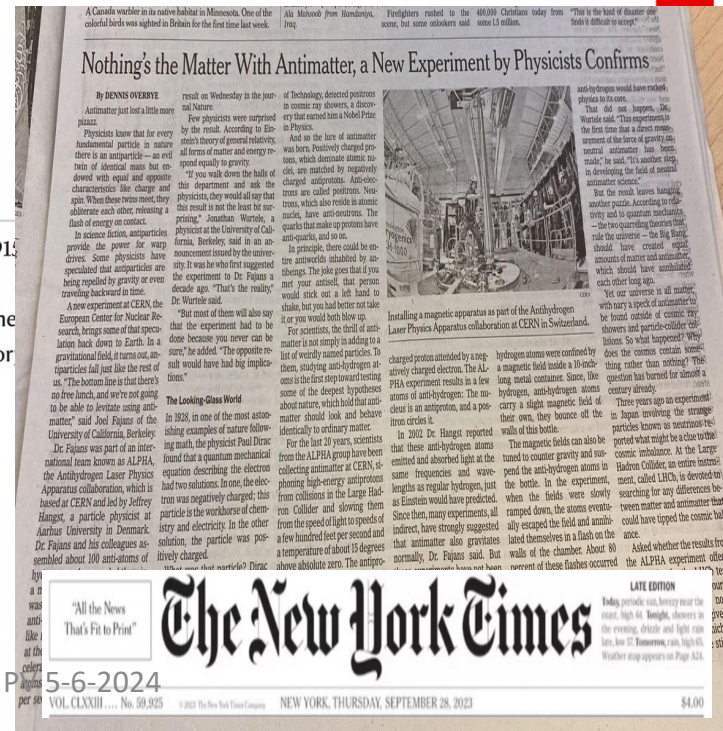 A Canada warbler in its native habitat in Minnesota. One of the
colorful birds was sighted in Britain for the first time last week.
Ala Mahsoob from Hamdaniya,
Iraq.
Firefighters rushed to the
scene, but some onlookers said
400,000 Christians today from
some 1.5 million.
"This is the kind of disaster one
finds it difficult to accept."
Nothing's the Matter With Antimatter, a New Experiment by Physicists Confirms
By DENNIS OVERBYE
Antimatter just lost a little more
pizazz.
Physicists know that for every
fundamental particle in nature
there is an antiparticle — an evil
twin of identical mass but en-
dowed with equal and opposite
characteristics like charge and
spin. When these twins meet, they
obliterate each other, releasing a
flash of energy on contact.
In science fiction, antiparticles
provide the power for warp
drives. Some physicists have
speculated that antiparticles are
being repelled by gravity or even
traveling backward in time.
A new experiment at CERN, the
European Center for Nuclear Re-
search, brings some of that specu-
lation back down to Earth. In a
gravitational field, it turns out, an-
tiparticles fall just like the rest of
us. "The bottom line is that there's
no free lunch, and we're not going
to be able to levitate using anti-
matter," said Joel Fajans of the
University of California, Berkeley.
Dr. Fajans was part of an inter-
national team known as ALPHA,
the Antihydrogen Laser Physics
Apparatus collaboration, which is
based at CERN and led by Jeffrey
Hangst, a particle physicist at
Aarhus University in Denmark.
Dr. Fajans and his colleagues as-
sembled about 100 anti-atoms of
result on Wednesday in the jour-
nal Nature.
Few physicists were surprised
by the result. According to Ein-
stein's theory of general relativity,
all forms of matter and energy re-
spond equally to gravity.
"If you walk down the halls of
this department and ask the
physicists, they would all say that
this result is not the least bit sur-
prising," Jonathan Wurtele, a
physicist at the University of Cali-
fornia, Berkeley, said in an an-
nouncement issued by the univer-
sity. It was he who first suggested
the experiment to Dr. Fajans a
decade ago. "That's the reality,"
Dr. Wurtele said.
"But most of them will also say
that the experiment had to be
done because you never can be
sure," he added. "The opposite re-
sult would have had big implica-
tions."
The Looking-Glass World
In 1928, in one of the most aston-
ishing examples of nature follow-
ing math, the physicist Paul Dirac
found that a quantum mechanical
equation describing the electron
had two solutions. In one, the elec-
tron was negatively charged; this
particle is the workhorse of chem-
istry and electricity. In the other
solution, the particle was pos-
itively charged.
What was that particle? Dirac
of Technology, detected positrons
in cosmic ray showers, a discov-
ery that earned him a Nobel Prize
in Physics.
And so the lure of antimatter
was born. Positively charged pro-
tons, which dominate atomic nu-
clei, are matched by negatively
charged antiprotons. Anti-elec-
trons are called positrons. Neu-
trons, which also reside in atomic
nuclei, have anti-neutrons. The
quarks that make up protons have
anti-quarks, and so on.
In principle, there could be en-
tire antiworlds inhabited by an-
tibeings. The joke goes that if you
met your antiself, that person
would stick out a left hand to
shake, but you had better not take
it or you would both blow up.
For scientists, the thrill of anti-
matter is not simply in adding to a
list of weirdly named particles. To
them, studying anti-hydrogen at-
oms is the first step toward testing
some of the deepest hypotheses
about nature, which hold that anti-
matter should look and behave
identically to ordinary matter.
For the last 20 years, scientists
from the ALPHA group have been
collecting antimatter at CERN, si-
phoning high-energy antiprotons
from collisions in the Large Had-
ron Collider and slowing them
from the speed of light to speeds of
a few hundred feet per second and
a temperature of about 15 degrees
above absolute zero. The antipro-
CERN
Installing a magnetic apparatus as part of the Antihydrogen
Laser Physics Apparatus collaboration at CERN in Switzerland.
charged proton attended by a neg-
atively charged electron. The AL-
PHA experiment results in a few
atoms of anti-hydrogen: The nu-
cleus is an antiproton, and a pos-
itron circles it.
In 2002 Dr. Hangst reported
that these anti-hydrogen atoms
emitted and absorbed light at the
same frequencies and wave-
lengths as regular hydrogen, just
as Einstein would have predicted.
Since then, many experiments, all
indirect, have strongly suggested
that antimatter also gravitates
normally, Dr. Fajans said. But
hydrogen atoms were confined by
a magnetic field inside a 10-inch-
long metal container. Since, like
hydrogen, anti-hydrogen atoms
carry a slight magnetic field of
their own, they bounce off the
walls of this bottle.
The magnetic fields can also be
tuned to counter gravity and sus-
pend the anti-hydrogen atoms in
the bottle. In the experiment,
when the fields were slowly
ramped down, the atoms eventu-
ally escaped the field and annihi-
lated themselves in a flash on the
walls of the chamber. About 80
percent of these flashes occurred
anti-hydrogen would have rocked
physics to its core.
That did not happen, Dr.
Wurtele said. "This experiment is
the first time that a direct meas-
urement of the force of gravity on
neutral antimatter has been
made," he said. "It's another step
in developing the field of neutral
antimatter science."
But the result leaves hanging
another puzzle. According to rela-
tivity and to quantum mechanics
— the two quarreling theories that
rule the universe — the Big Bang
should have created equal
amounts of matter and antimatter,
which should have annihilated
each other long ago.
Yet our universe is all matter,
with nary a speck of antimatter to
be found outside of cosmic ray
showers and particle-collider col-
lisions. So what happened? Why
does the cosmos contain some-
thing rather than nothing? The
question has burned for almost a
century already.
Three years ago an experiment
in Japan involving the strange
particles known as neutrinos re-
ported what might be a clue to the
cosmic imbalance. At the Large
Hadron Collider, an entire instru-
ment, called LHCb, is devoted to
searching for any differences be-
tween matter and antimatter that
could have tipped the cosmic bal-
ance.
Asked whether the results from
the ALPHA experiment
"All the News
That's Fit to Print"
The New York Times
LATE EDITION
Today, periodic sun, breezy near the
coast, high 64. Tonight, showers in
the evening, drizzle and light rain
late, low 57. Tomorrow, rain, high 65.
Weather map appears on Page A24.
5-6-2024
VOL. CLXXIII .... No. 59,925
© 2023 The New York Times Company
NEW YORK, THURSDAY, SEPTEMBER 28, 2023
$4.00